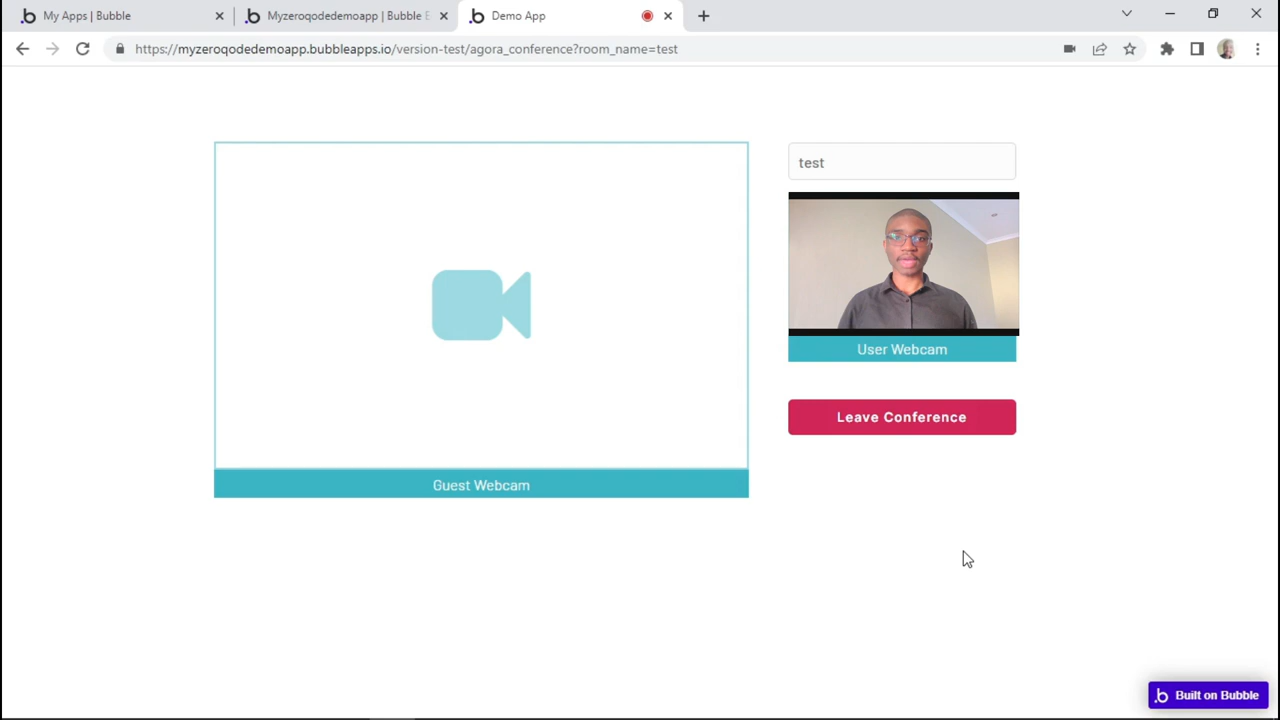 My Apps | Bubble
Myzeroqodedemoapp | Bubble E
Demo App
https://myzeroqodedemoapp.bubbleapps.io/version-test/agora_conference?room_name=test
test
User Webcam
Leave Conference
Guest Webcam
Built on Bubble